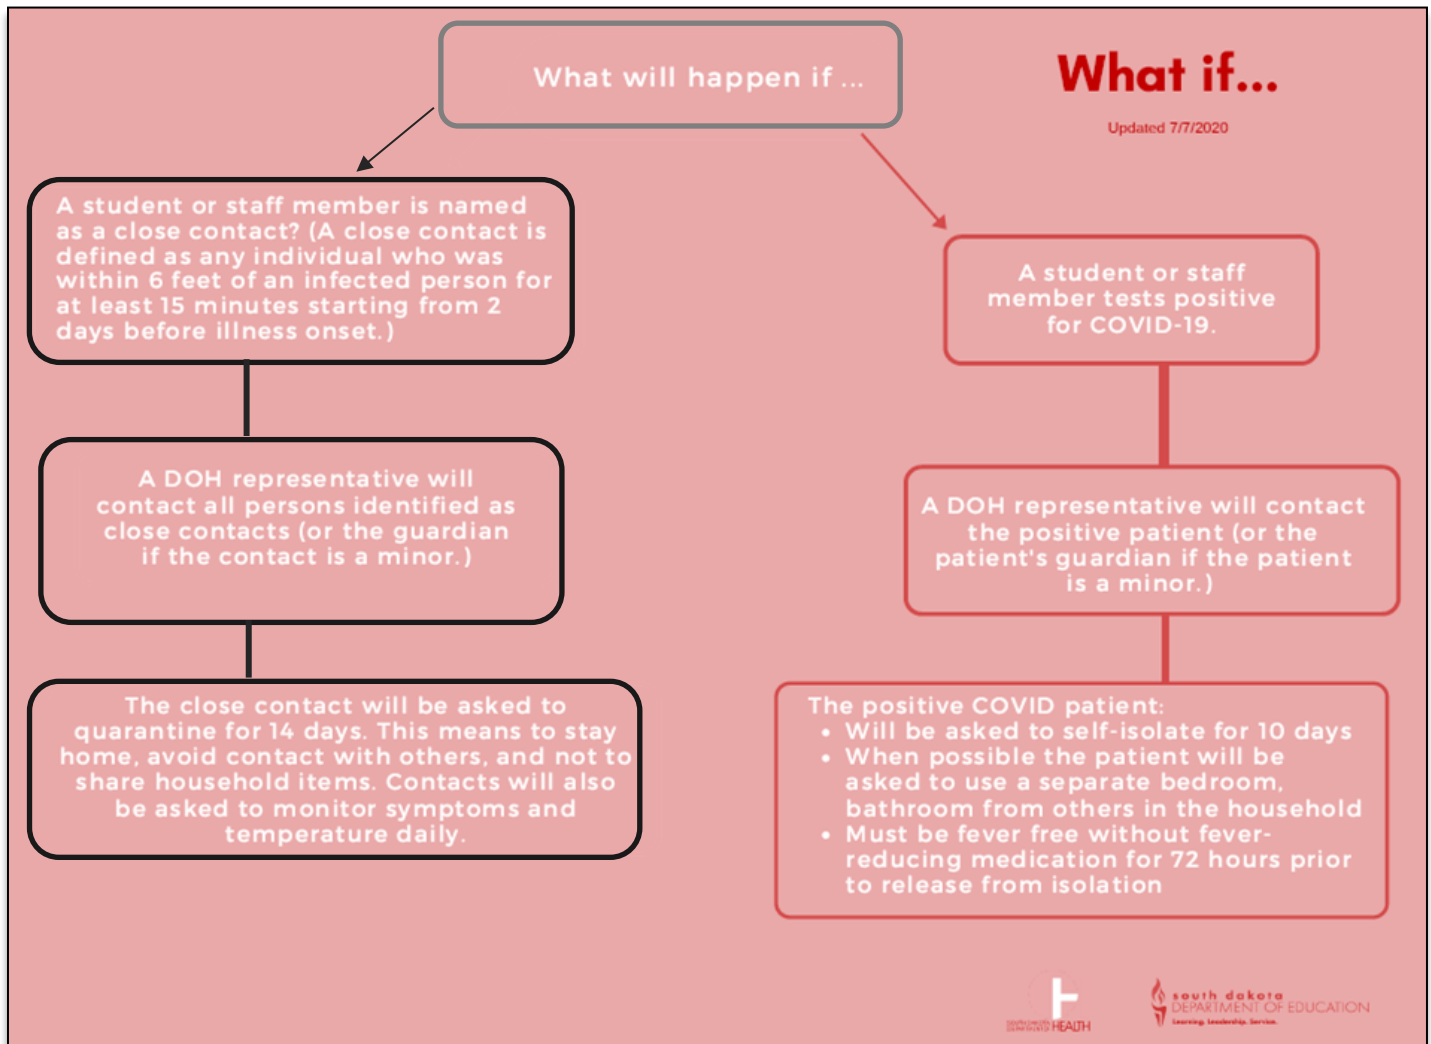 What will happen if ...
What if...
Updated 7/7/2020
A student or staff member is named
as a close contact? (A close contact is
defined as any individual who was
within 6 feet of an infected person for
at least 15 minutes starting from 2
days before illness onset.)
A DOH representative will
contact all persons identified as
close contacts (or the guardian
if the contact is a minor.)
The close contact will be asked to
quarantine for 14 days. This means to stay
home, avoid contact with others, and not to
share household items. Contacts will also
be asked to monitor symptoms and
temperature daily.
A student or staff
member tests positive
for COVID-19.
A DOH representative will contact
the positive patient (or the
patient's guardian if the patient
is a minor.)
The positive COVID patient:
• Will be asked to self-isolate for 10 days
• When possible the patient will be
asked to use a separate bedroom,
bathroom from others in the household
• Must be fever free without fever-
reducing medication for 72 hours prior
to release from isolation
HEALTH
south dakota
DEPARTMENT OF EDUCATION
Learning. Leadership. Service.